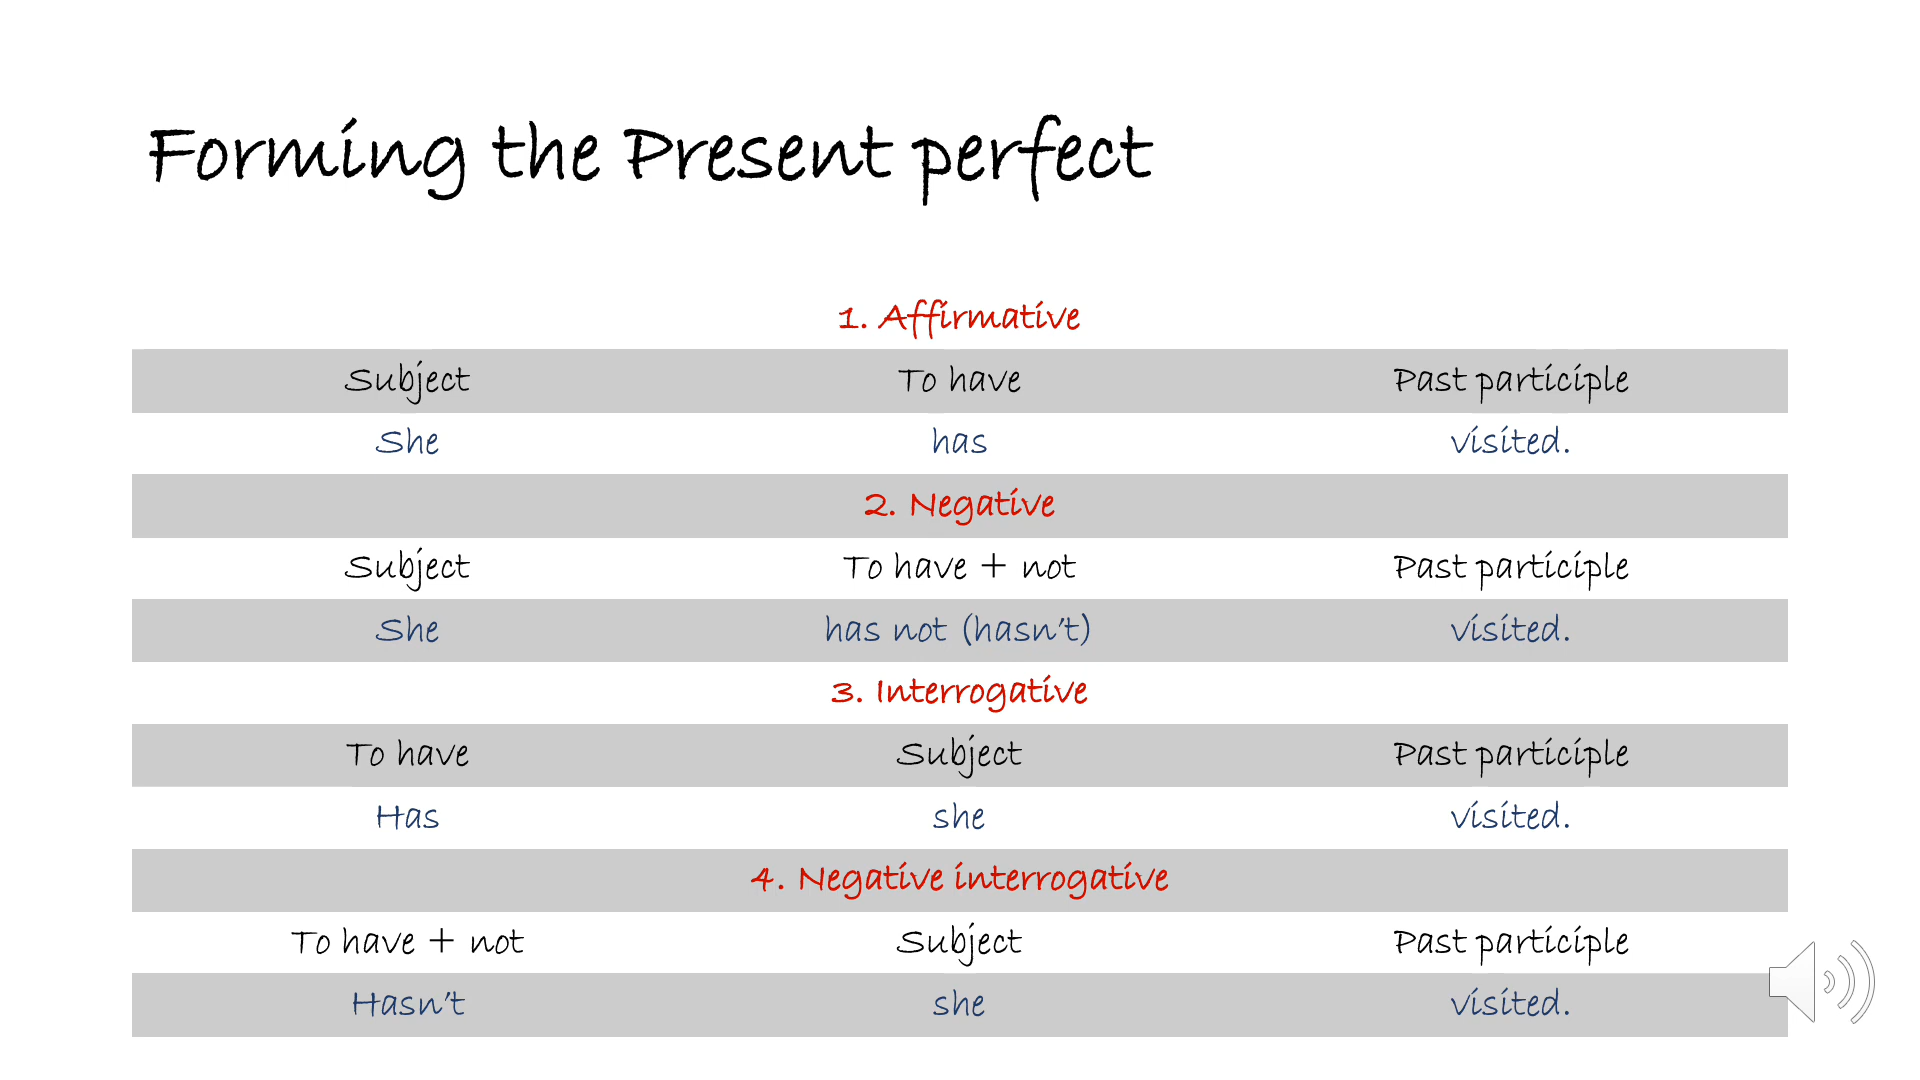 Forming the Present perfect
1. Affirmative
Subject To have Past participle
She has visited.
2. Negative
Subject To have + not Past participle
She has not (hasn't) visited.
3. Interrogative
To have Subject Past participle
Has she visited.
4. Negative interrogative
To have + not Subject Past participle
Hasn't she visited.